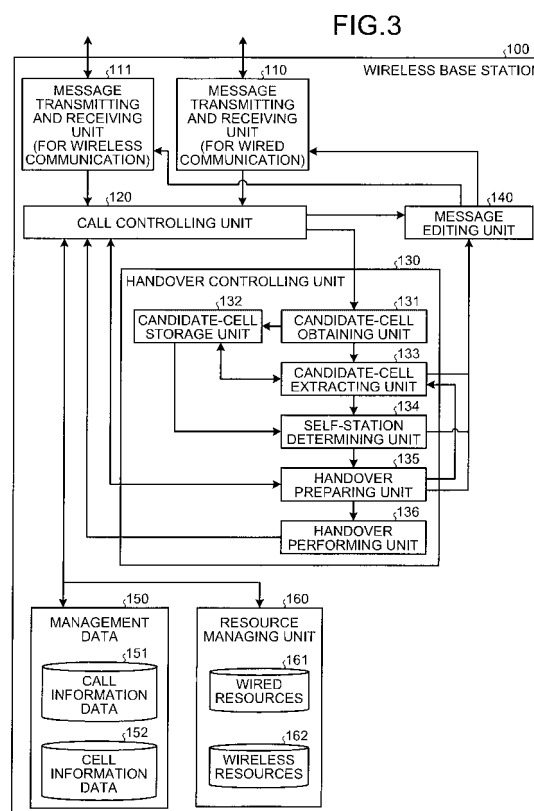 FIG.3
100
WIRELESS BASE STATION
111
MESSAGE
TRANSMITTING
AND RECEIVING
UNIT
(FOR WIRELESS
COMMUNICATION)
110
MESSAGE
TRANSMITTING
AND RECEIVING
UNIT
(FOR WIRED
COMMUNICATION)
120
CALL CONTROLLING UNIT
140
MESSAGE
EDITING UNIT
130
HANDOVER CONTROLLING UNIT
132
CANDIDATE-CELL
STORAGE UNIT
131
CANDIDATE-CELL
OBTAINING UNIT
133
CANDIDATE-CELL
EXTRACTING UNIT
134
SELF-STATION
DETERMINING UNIT
135
HANDOVER
PREPARING UNIT
136
HANDOVER
PERFORMING UNIT
150
MANAGEMENT
DATA
151
CALL
INFORMATION
DATA
152
CELL
INFORMATION
DATA
160
RESOURCE
MANAGING UNIT
161
WIRED
RESOURCES
162
WIRELESS
RESOURCES